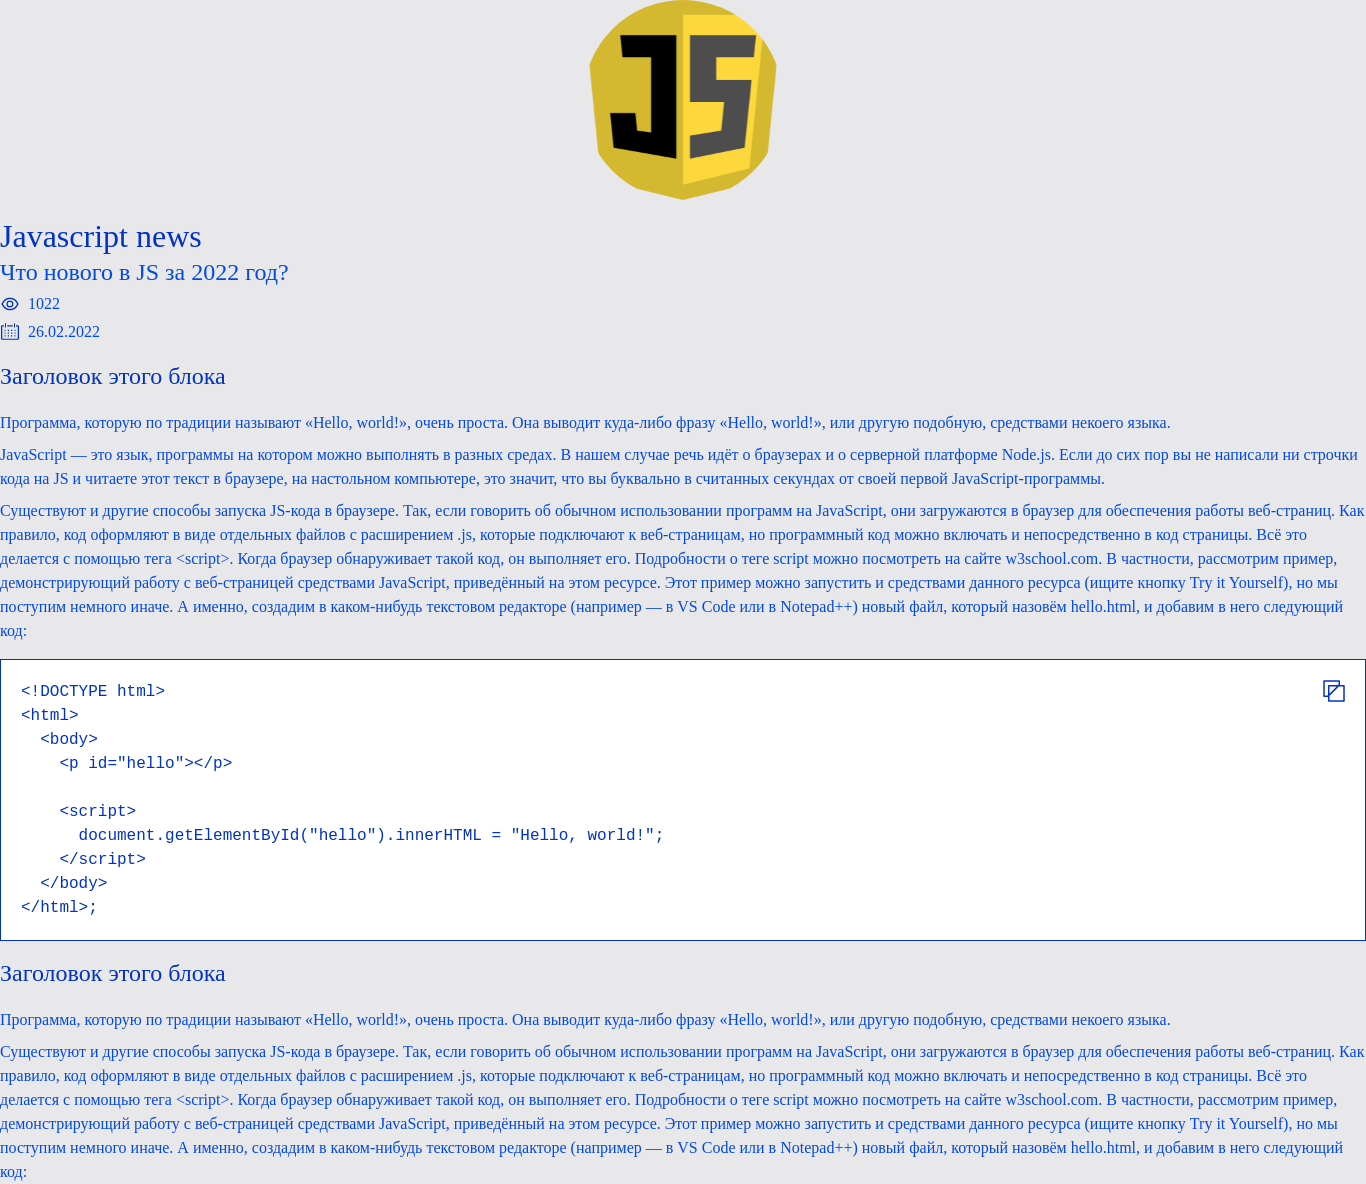 JS
Javascript news
Что нового в JS за 2022 год?
1022
26.02.2022
Заголовок этого блока
Программа, которую по традиции называют «Hello, world!», очень проста. Она выводит куда-либо фразу «Hello, world!», или другую подобную, средствами некоего языка.
JavaScript — это язык, программы на котором можно выполнять в разных средах. В нашем случае речь идёт о браузерах и о серверной платформе Node.js. Если до сих пор вы не написали ни строчки
кода на JS и читаете этот текст в браузере, на настольном компьютере, это значит, что вы буквально в считанных секундах от своей первой JavaScript-программы.
Существуют и другие способы запуска JS-кода в браузере. Так, если говорить об обычном использовании программ на JavaScript, они загружаются в браузер для обеспечения работы веб-страниц. Как
правило, код оформляют в виде отдельных файлов с расширением .js, которые подключают к веб-страницам, но программный код можно включать и непосредственно в код страницы. Всё это
делается с помощью тега <script>. Когда браузер обнаруживает такой код, он выполняет его. Подробности о теге script можно посмотреть на сайте w3school.com. В частности, рассмотрим пример,
демонстрирующий работу с веб-страницей средствами JavaScript, приведённый на этом ресурсе. Этот пример можно запустить и средствами данного ресурса (ищите кнопку Try it Yourself), но мы
поступим немного иначе. А именно, создадим в каком-нибудь текстовом редакторе (например — в VS Code или в Notepad++) новый файл, который назовём hello.html, и добавим в него следующий
код:
<!DOCTYPE html>
<html>
  <body>
    <p id="hello"></p>
    <script>
      document.getElementById("hello").innerHTML = "Hello, world!";
    </script>
  </body>
</html>;
Заголовок этого блока
Программа, которую по традиции называют «Hello, world!», очень проста. Она выводит куда-либо фразу «Hello, world!», или другую подобную, средствами некоего языка.
Существуют и другие способы запуска JS-кода в браузере. Так, если говорить об обычном использовании программ на JavaScript, они загружаются в браузер для обеспечения работы веб-страниц. Как
правило, код оформляют в виде отдельных файлов с расширением .js, которые подключают к веб-страницам, но программный код можно включать и непосредственно в код страницы. Всё это
делается с помощью тега <script>. Когда браузер обнаруживает такой код, он выполняет его. Подробности о теге script можно посмотреть на сайте w3school.com. В частности, рассмотрим пример,
демонстрирующий работу с веб-страницей средствами JavaScript, приведённый на этом ресурсе. Этот пример можно запустить и средствами данного ресурса (ищите кнопку Try it Yourself), но мы
поступим немного иначе. А именно, создадим в каком-нибудь текстовом редакторе (например — в VS Code или в Notepad++) новый файл, который назовём hello.html, и добавим в него следующий
код: